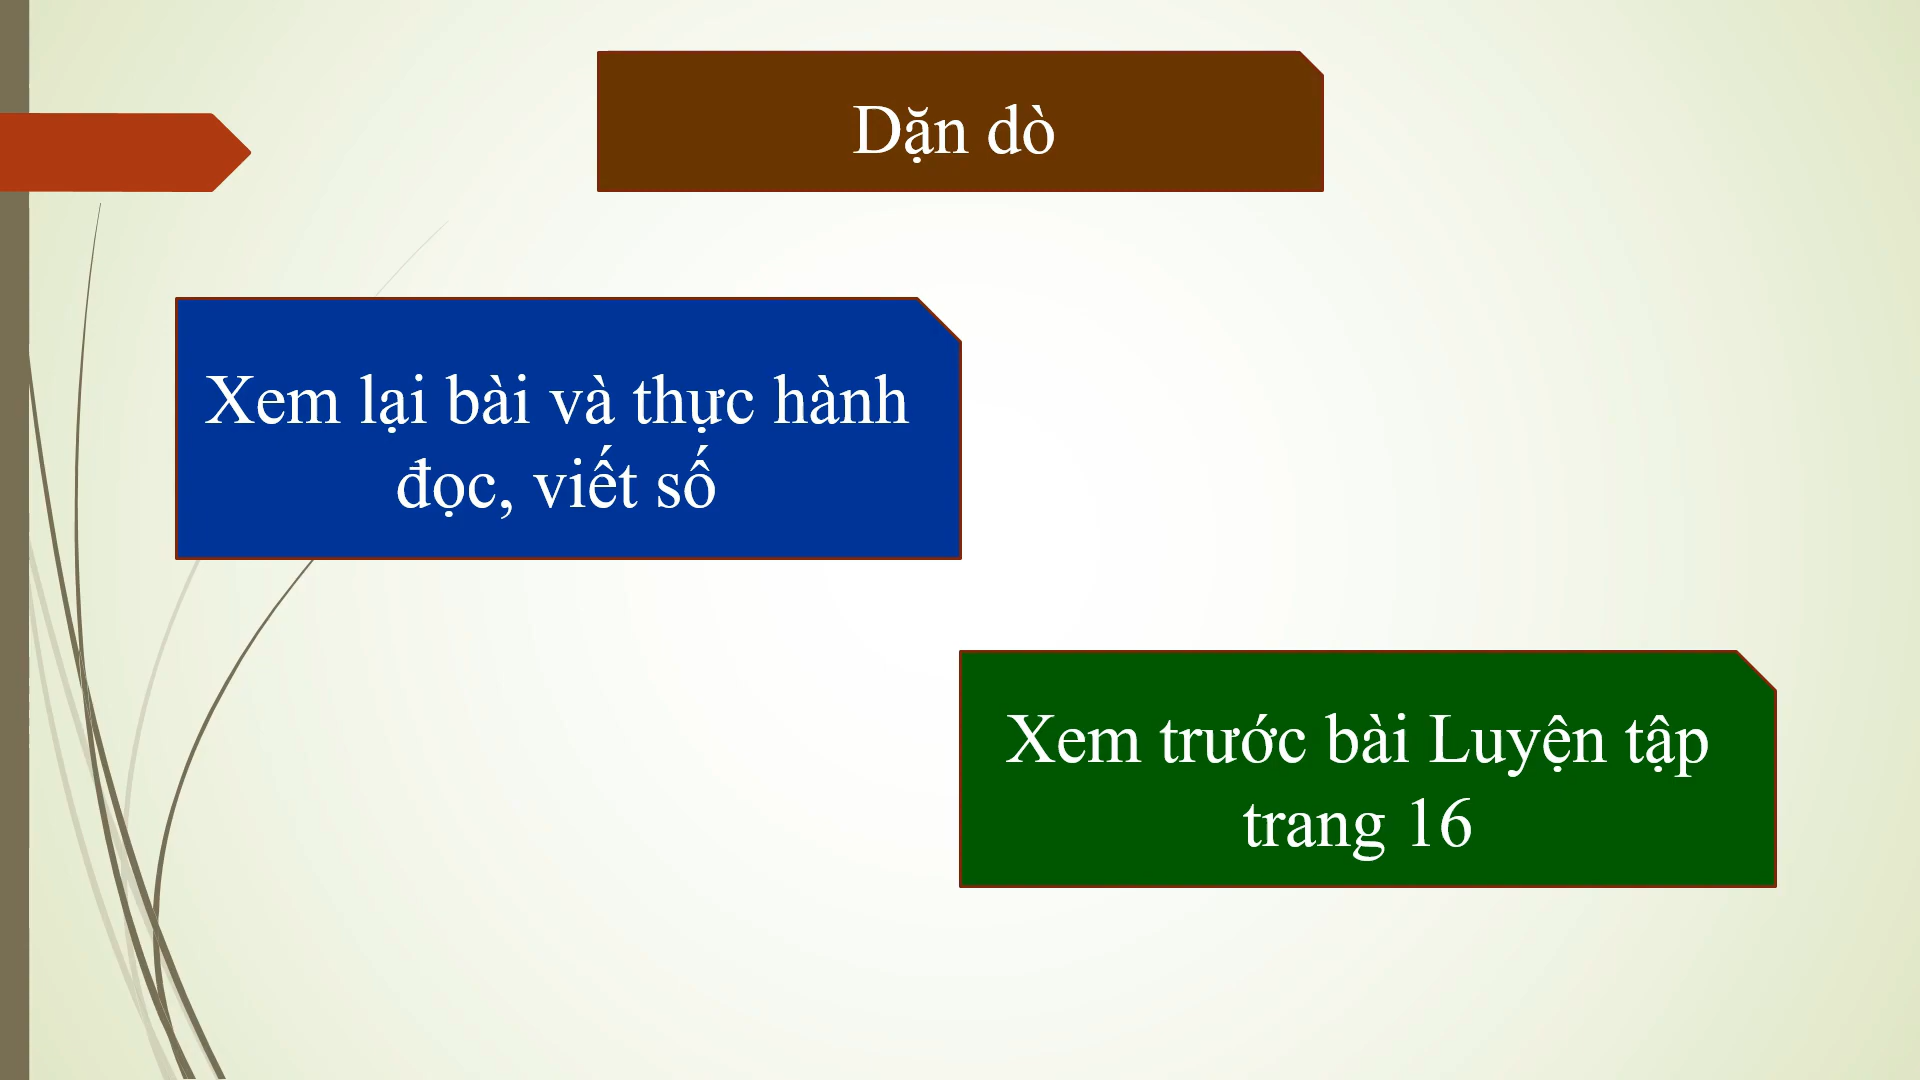 Dặn dò
Xem lại bài và thực hành
đọc, viết số
Xem trước bài Luyện tập
trang 16